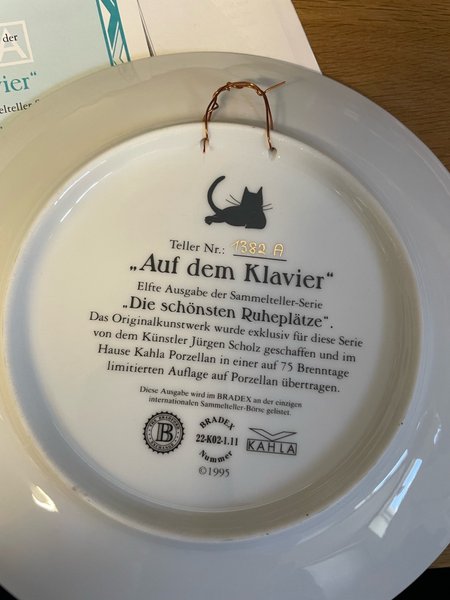 der
A
vier“
elteller
Teller Nr.: 1382 A
„Auf dem Klavier“
Elfte Ausgabe der Sammelteller-Serie
„Die schönsten Ruheplätze“.
Das Originalkunstwerk wurde exklusiv für diese Serie
von dem Künstler Jürgen Scholz geschaffen und im
Hause Kahla Porzellan in einer auf 75 Brenntage
limitierten Auflage auf Porzellan übertragen.
Diese Ausgabe wird im BRADEX an der einzigen
internationalen Sammelteller-Börse gelistet.
B
BRADEX
22-K02-1.11
Nummer
KAHLA
©1995